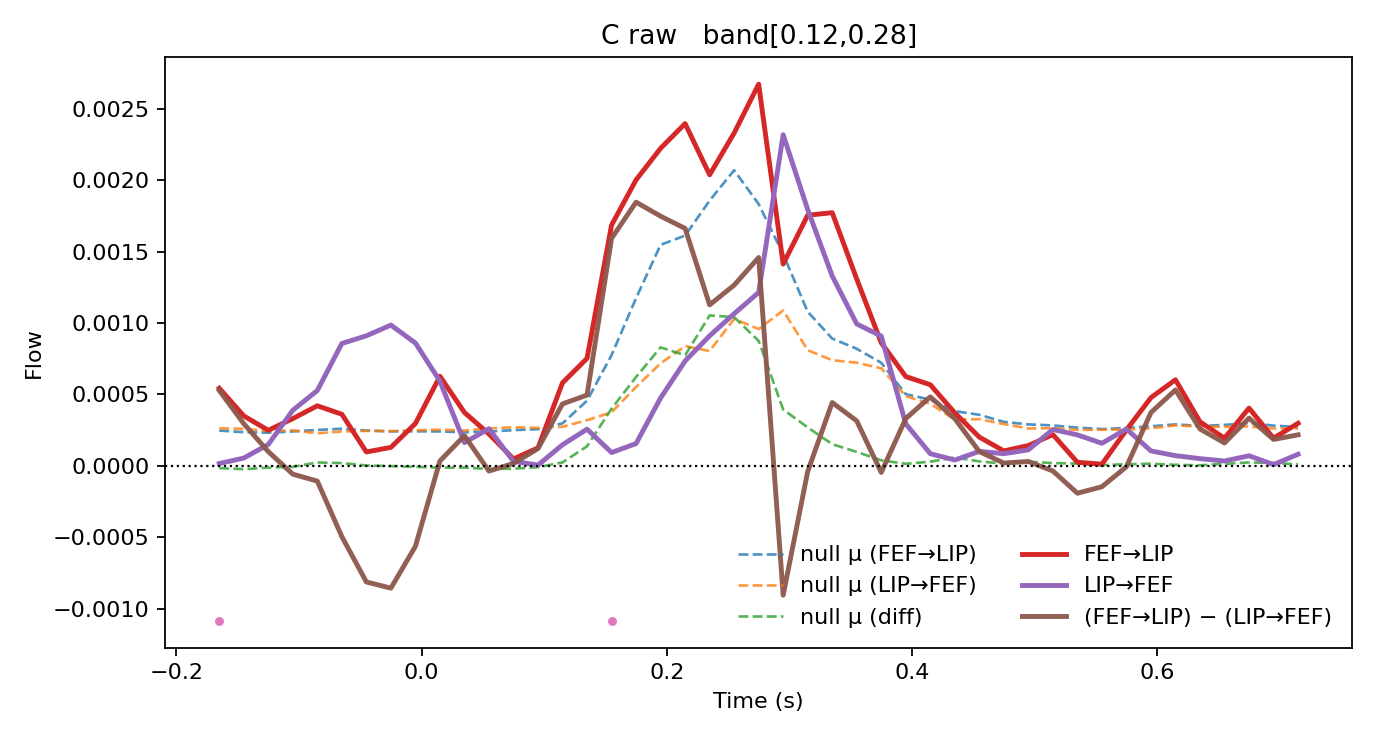 C raw   band[0.12,0.28]
Flow
0.0025
0.0020
0.0015
0.0010
0.0005
0.0000
−0.0005
−0.0010
null μ (FEF→LIP)
null μ (LIP→FEF)
null μ (diff)
FEF→LIP
LIP→FEF
(FEF→LIP) − (LIP→FEF)
−0.2
0.0
0.2
0.4
0.6
Time (s)